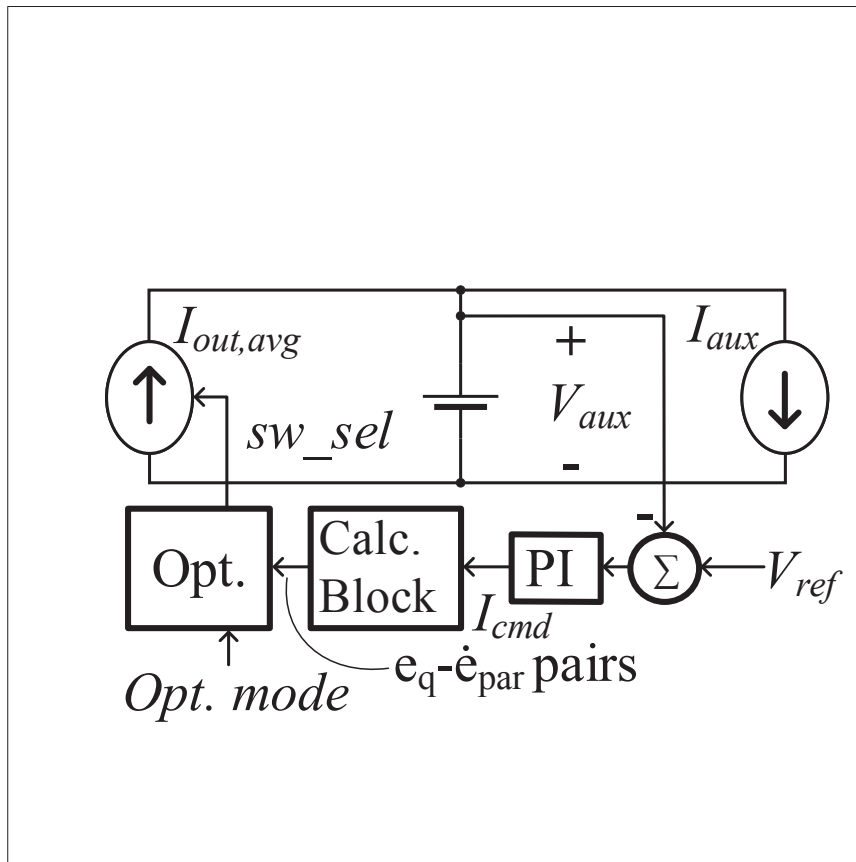 I_out,avg
I_aux
+
V_aux
-
sw_sel
-
Opt.
Calc.
Block
PI
Σ
V_ref
I_cmd
e_q-ė_par pairs
Opt. mode